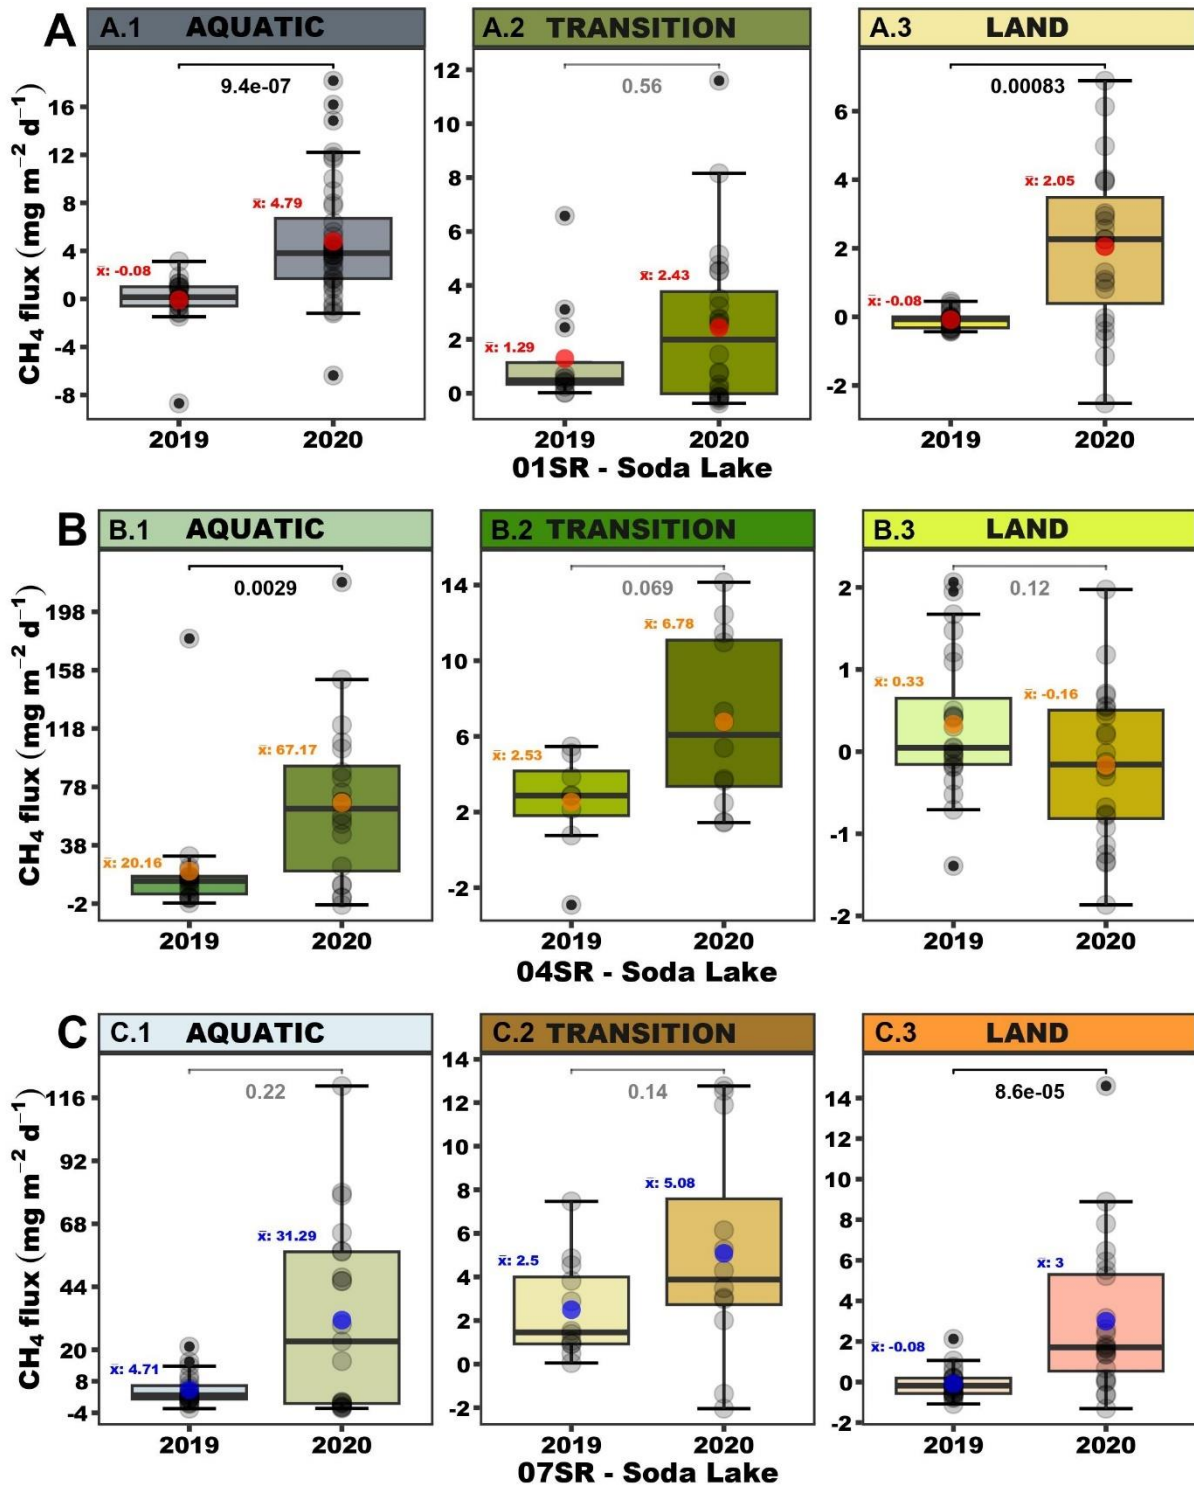 A
A.1 AQUATIC
A.2 TRANSITION
A.3 LAND
CH₄ flux (mg m⁻² d⁻¹)
16
12
8
4
0
-4
-8
9.4e-07
x̄: -0.08
x̄: 4.79
2019 2020
12
10
8
6
4
2
0
0.56
x̄: 1.29
x̄: 2.43
2019 2020
6
4
2
0
-2
0.00083
x̄: -0.08
x̄: 2.05
2019 2020
01SR - Soda Lake
B
B.1 AQUATIC
B.2 TRANSITION
B.3 LAND
CH₄ flux (mg m⁻² d⁻¹)
198
158
118
78
38
-2
0.0029
x̄: 20.16
x̄: 67.17
2019 2020
14
10
6
2
-2
0.069
x̄: 2.53
x̄: 6.78
2019 2020
2
1
0
-1
-2
0.12
x̄: 0.33
x̄: -0.16
2019 2020
04SR - Soda Lake
C
C.1 AQUATIC
C.2 TRANSITION
C.3 LAND
CH₄ flux (mg m⁻² d⁻¹)
116
92
68
44
20
8
-4
0.22
x̄: 4.71
x̄: 31.29
2019 2020
14
12
10
8
6
4
2
0
-2
0.14
x̄: 2.5
x̄: 5.08
2019 2020
14
12
10
8
6
4
2
0
-2
8.6e-05
x̄: -0.08
x̄: 3
2019 2020
07SR - Soda Lake